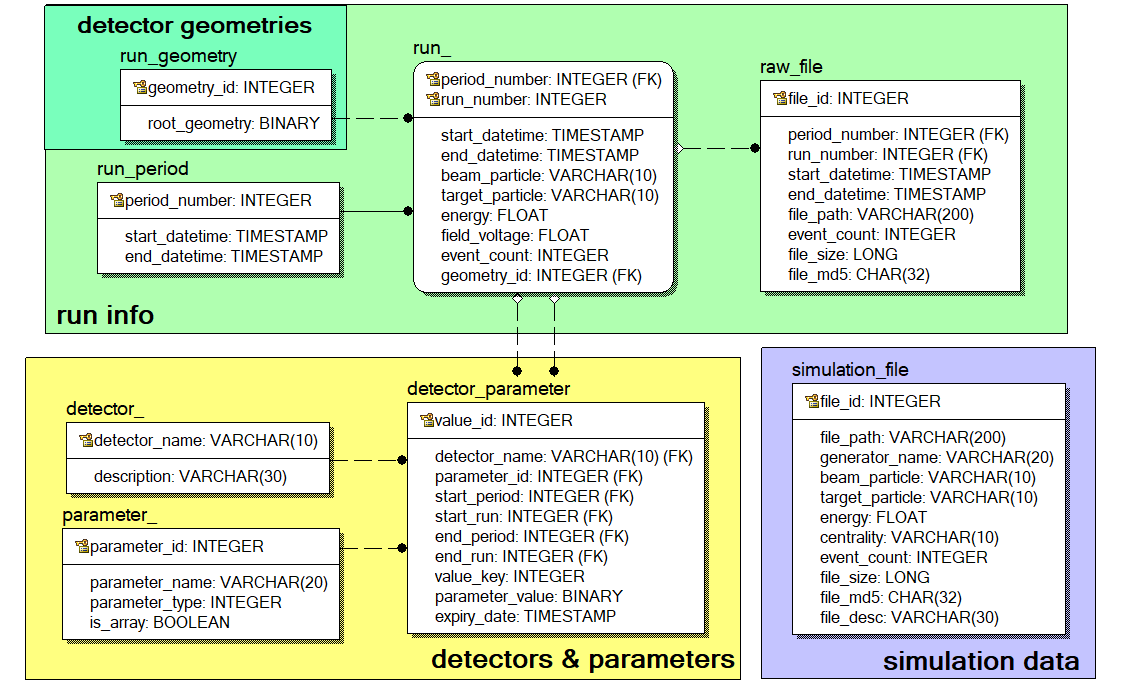 detector geometries
run_geometry
geometry_id: INTEGER
root_geometry: BINARY
run_period
period_number: INTEGER
start_datetime: TIMESTAMP
end_datetime: TIMESTAMP
run_
period_number: INTEGER (FK)
run_number: INTEGER
start_datetime: TIMESTAMP
end_datetime: TIMESTAMP
beam_particle: VARCHAR(10)
target_particle: VARCHAR(10)
energy: FLOAT
field_voltage: FLOAT
event_count: INTEGER
geometry_id: INTEGER (FK)
raw_file
file_id: INTEGER
period_number: INTEGER (FK)
run_number: INTEGER (FK)
start_datetime: TIMESTAMP
end_datetime: TIMESTAMP
file_path: VARCHAR(200)
event_count: INTEGER
file_size: LONG
file_md5: CHAR(32)
run info
detector_
detector_name: VARCHAR(10)
description: VARCHAR(30)
parameter_
parameter_id: INTEGER
parameter_name: VARCHAR(20)
parameter_type: INTEGER
is_array: BOOLEAN
detector_parameter
value_id: INTEGER
detector_name: VARCHAR(10) (FK)
parameter_id: INTEGER (FK)
start_period: INTEGER (FK)
start_run: INTEGER (FK)
end_period: INTEGER (FK)
end_run: INTEGER (FK)
value_key: INTEGER
parameter_value: BINARY
expiry_date: TIMESTAMP
detectors & parameters
simulation_file
file_id: INTEGER
file_path: VARCHAR(200)
generator_name: VARCHAR(20)
beam_particle: VARCHAR(10)
target_particle: VARCHAR(10)
energy: FLOAT
centrality: VARCHAR(10)
event_count: INTEGER
file_size: LONG
file_md5: CHAR(32)
file_desc: VARCHAR(30)
simulation data